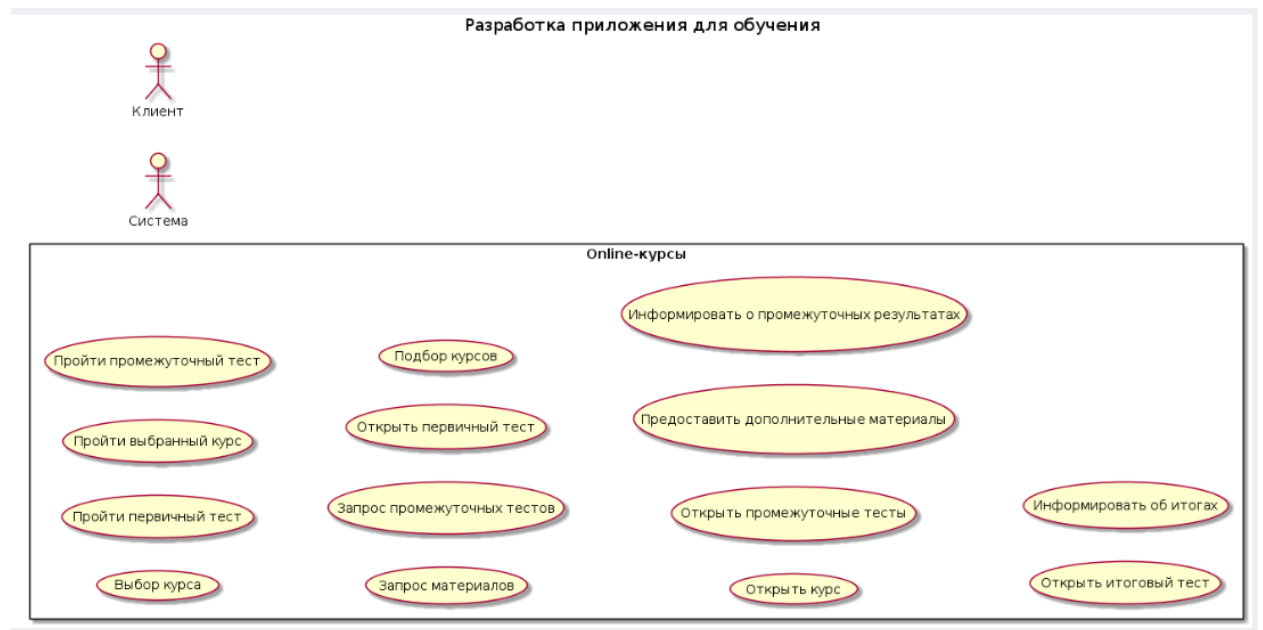 Разработка приложения для обучения
Клиент
Система
Online-курсы
Информировать о промежуточных результатах
Пройти промежуточный тест
Подбор курсов
Предоставить дополнительные материалы
Пройти выбранный курс
Открыть первичный тест
Пройти первичный тест
Запрос промежуточных тестов
Открыть промежуточные тесты
Информировать об итогах
Выбор курса
Запрос материалов
Открыть курс
Открыть итоговый тест